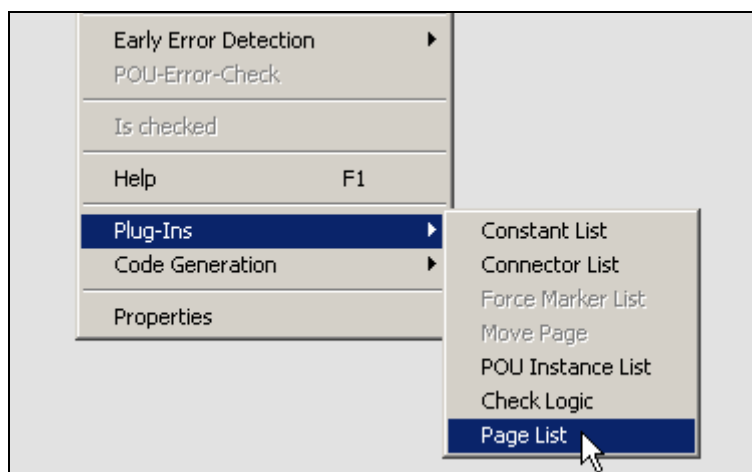 Early Error Detection
POU-Error-Check
Is checked
Help F1
Plug-Ins
Code Generation
Properties
Constant List
Connector List
Force Marker List
Move Page
POU Instance List
Check Logic
Page List